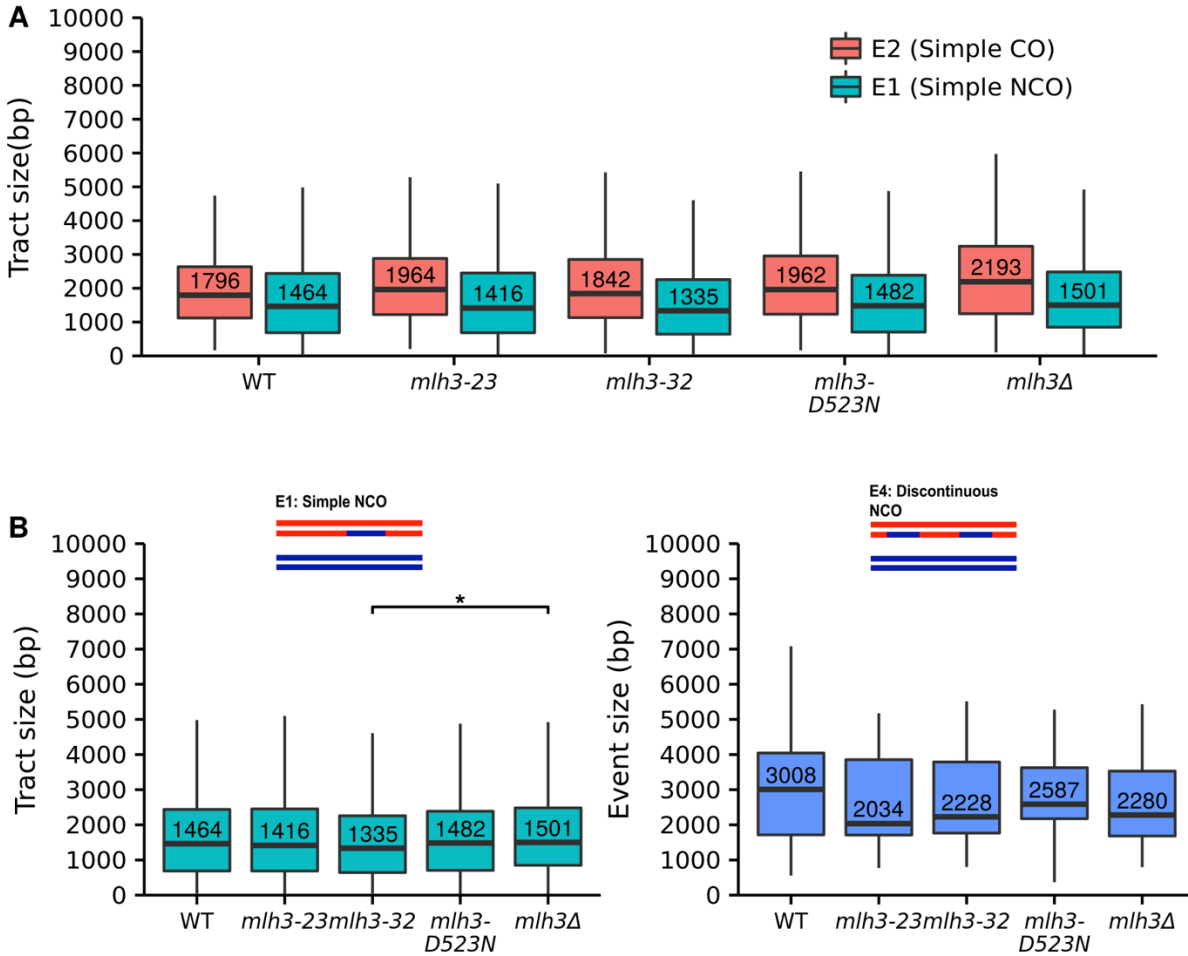 A
10000
9000
8000
7000
6000
5000
4000
3000
2000
1000
0
Tract size(bp)
E2 (Simple CO)
E1 (Simple NCO)
1796
1464
1964
1416
1842
1335
1962
1482
2193
1501
WT
mlh3-23
mlh3-32
mlh3-
D523N
mlh3Δ
B
E1: Simple NCO
10000
9000
8000
7000
6000
5000
4000
3000
2000
1000
0
Tract size (bp)
*
1464
1416
1335
1482
1501
WT
mlh3-23
mlh3-32
mlh3-
D523N
mlh3Δ
E4: Discontinuous
NCO
10000
9000
8000
7000
6000
5000
4000
3000
2000
1000
0
Event size (bp)
3008
2034
2228
2587
2280
WT
mlh3-23
mlh3-32
mlh3-
D523N
mlh3Δ